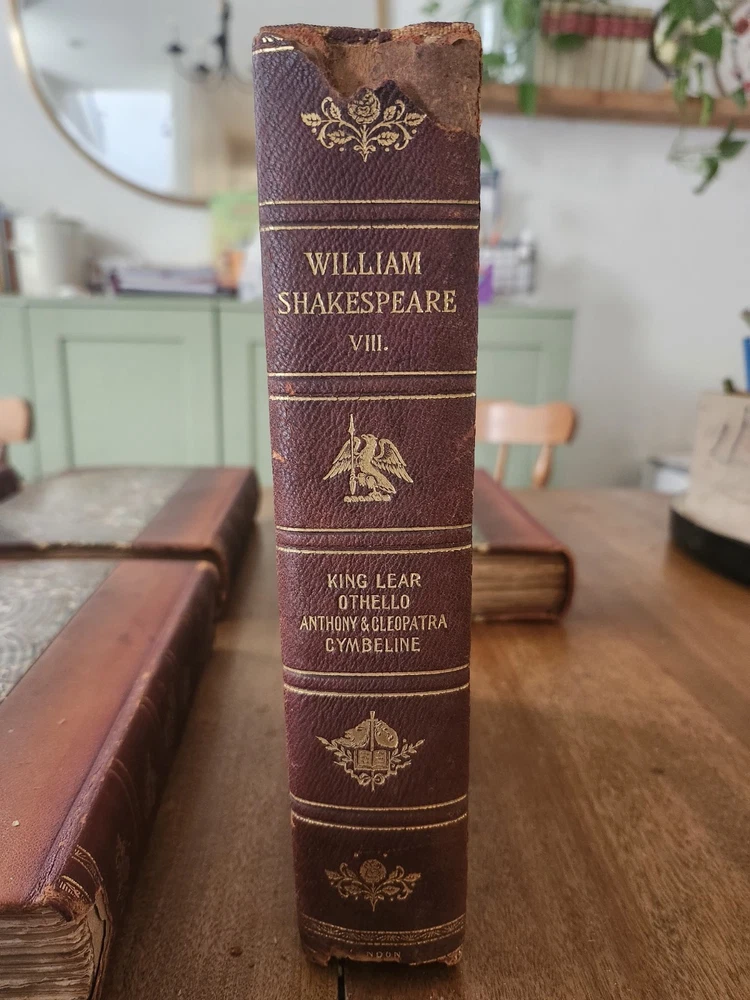 WILLIAM
SHAKESPEARE
VIII.
KING LEAR
OTHELLO
ANTHONY & CLEOPATRA
CYMBELINE